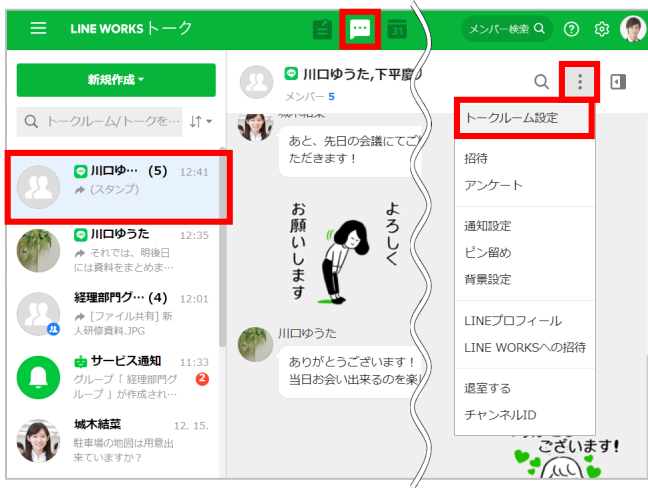 LINE WORKS トーク
31
メンバー検索
新規作成
トークルーム/トークを…
川口ゆ… (5) 12:41
(スタンプ)
川口ゆうた 12:35
それでは、明後日
には資料をまとめま…
経理部門グ… (4) 12:01
[ファイル共有] 新
人研修資料.JPG
サービス通知 11:33
グループ「 経理部門グ
ループ 」が作成され… 2
城木結菜 12. 15.
駐車場の地図は用意出
来ていますか?
川口ゆうた,下平慶
メンバー 5
城木結菜
あと、先日の会議にてご
ただきます！
よろしく
お願いします
川口ゆうた
ありがとうございます！
当日お会い出来るのを楽し
トークルーム設定
招待
アンケート
通知設定
ピン留め
背景設定
LINEプロフィール
LINE WORKSへの招待
退室する
チャンネルID
ございます!